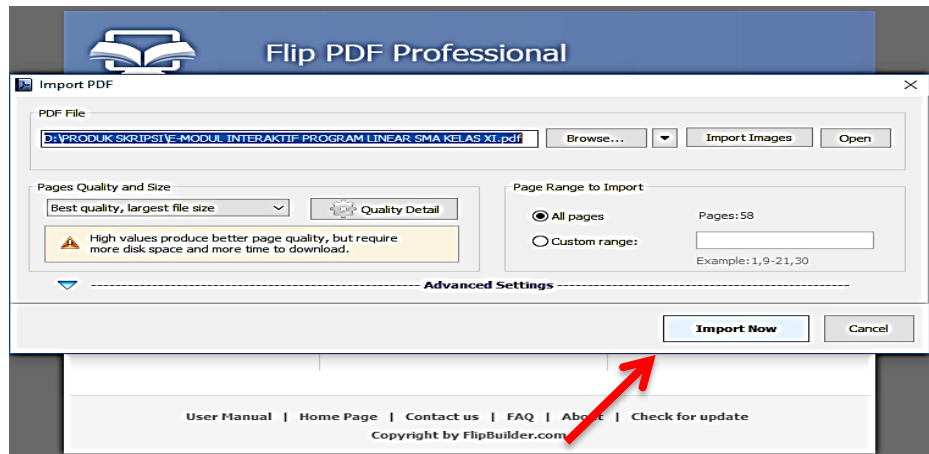 Flip PDF Professional
Import PDF
PDF File
D:\PRODUK SKRIPSI\E-MODUL INTERAKTIF PROGRAM LINEAR SMA KELAS XI.pdf
Browse...
Import Images
Open
Pages Quality and Size
Page Range to Import
Best quality, largest file size
Quality Detail
All pages
Pages:58
High values produce better page quality, but require
more disk space and more time to download.
Custom range:
Example:1,9-21,30
Advanced Settings
Import Now
Cancel
User Manual | Home Page | Contact us | FAQ | About | Check for update
Copyright by FlipBuilder.com